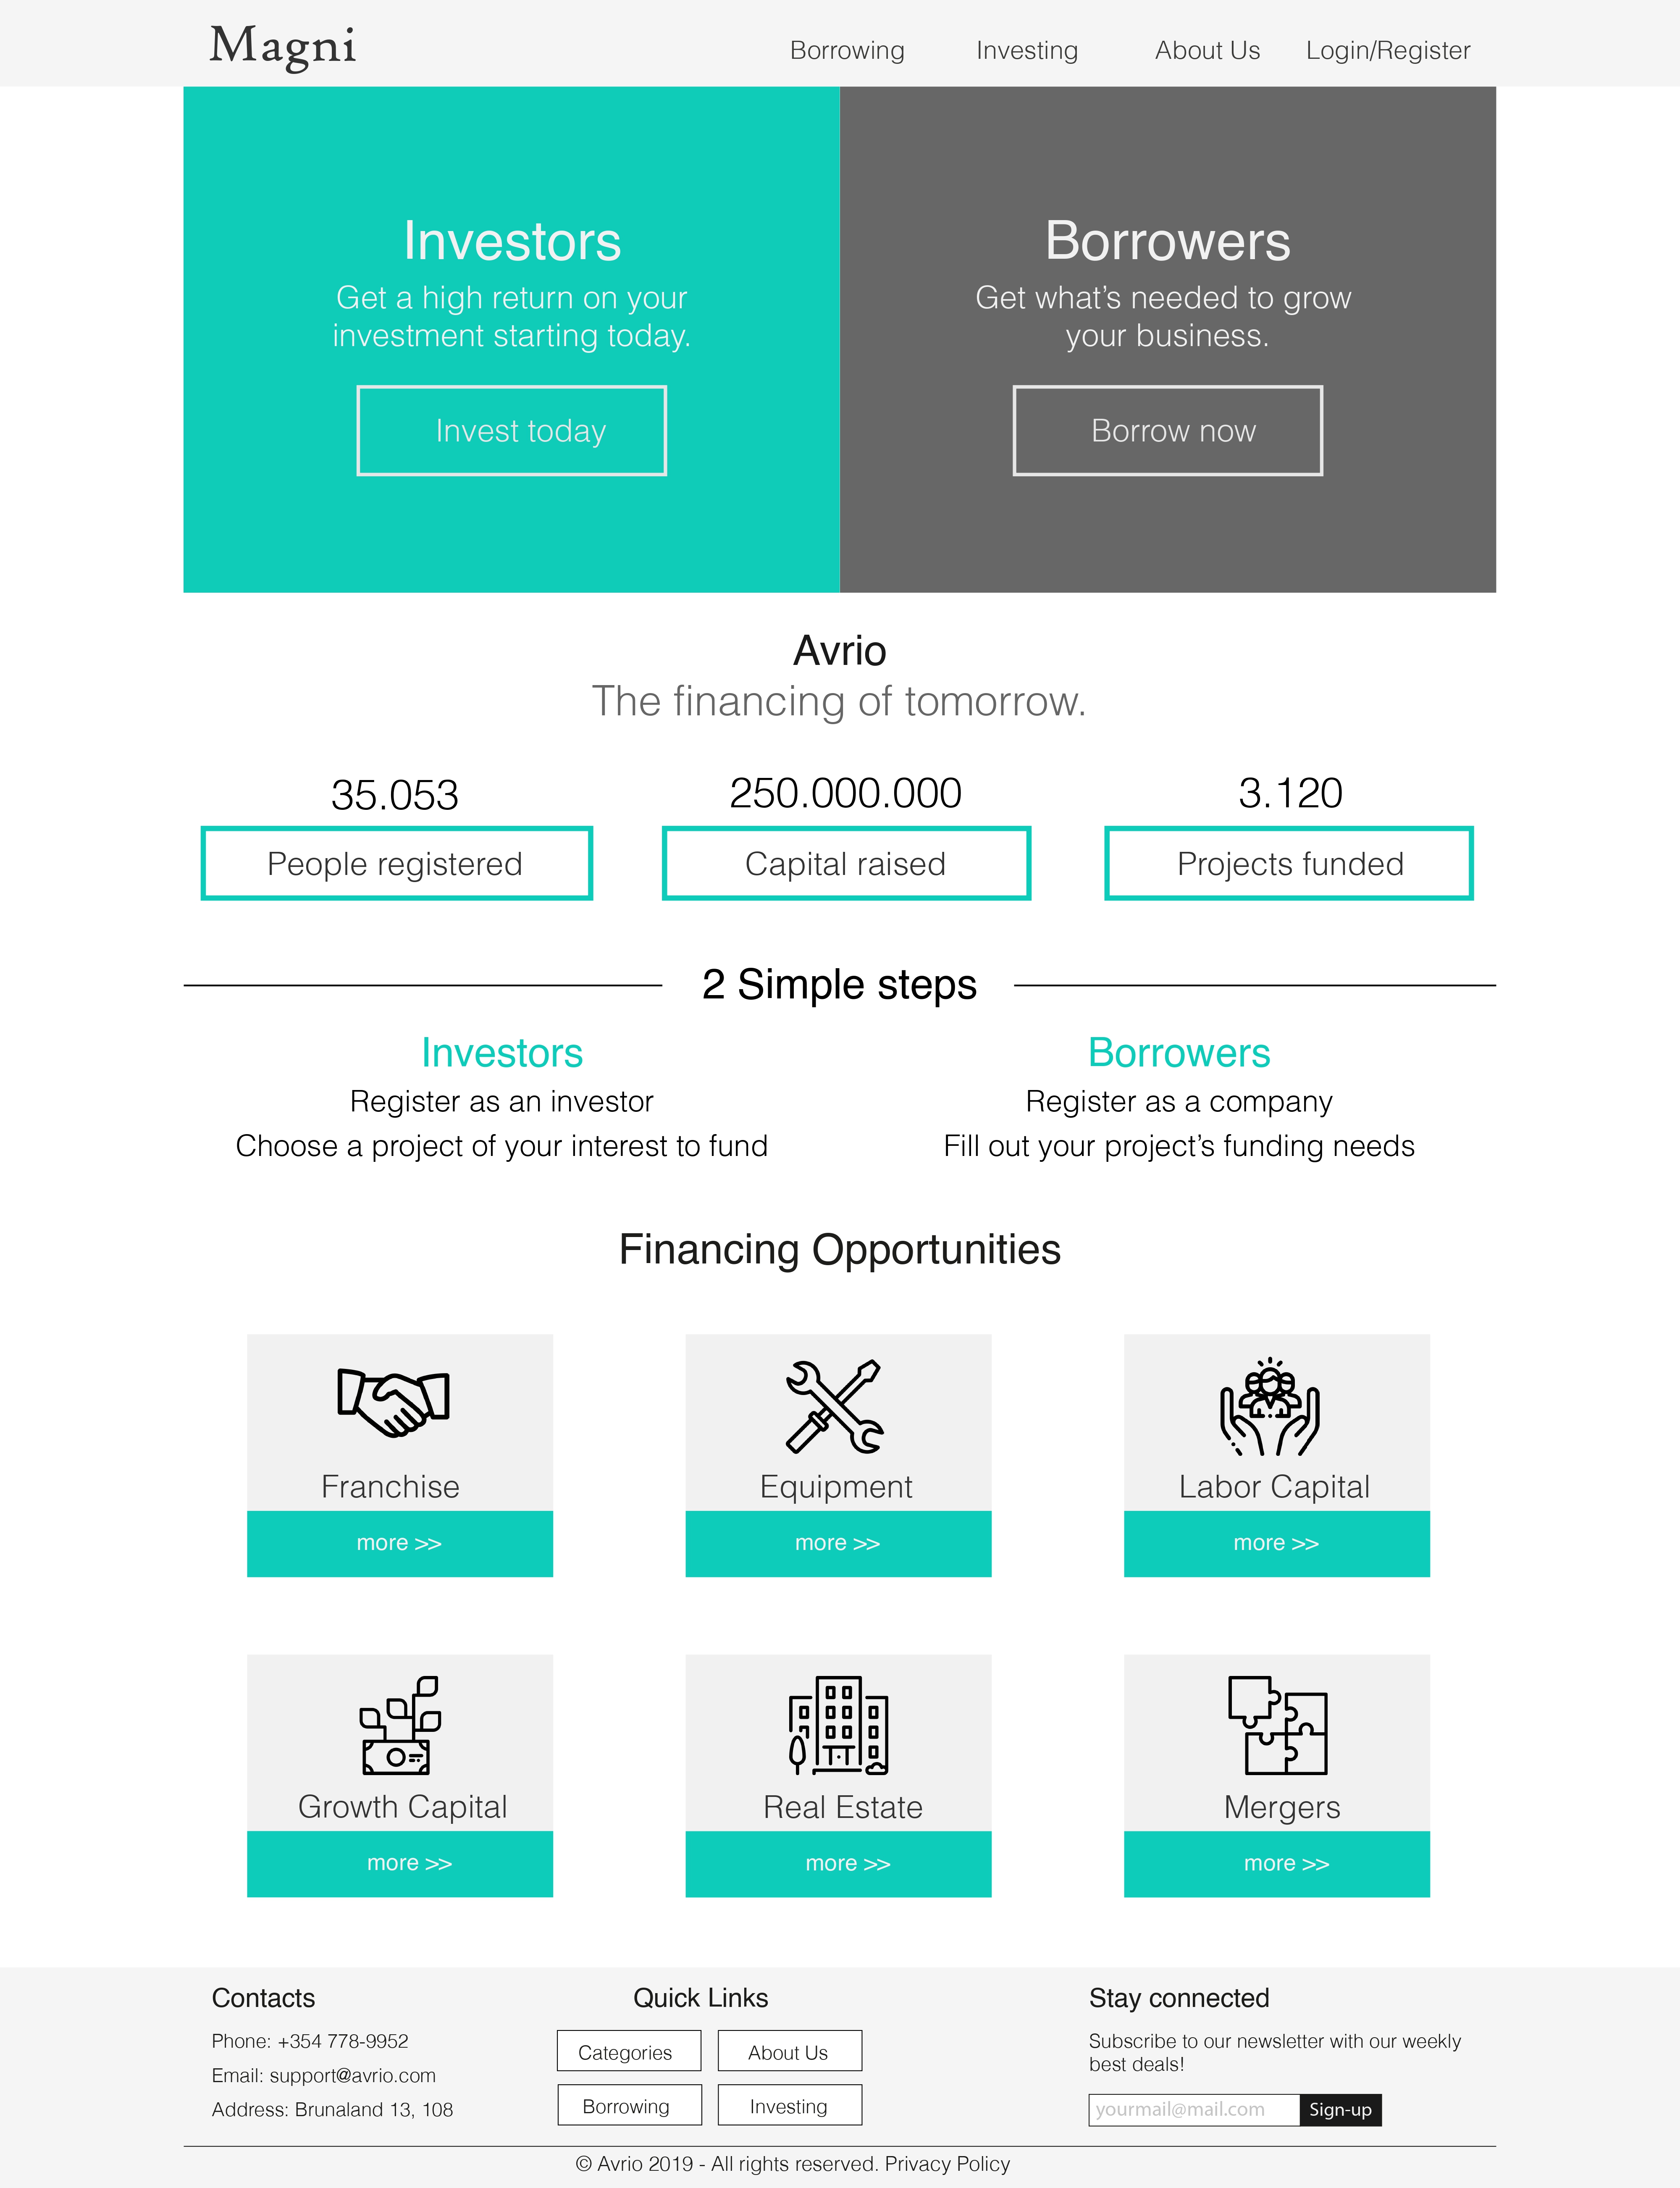 Magni
Borrowing
Investing
About Us
Login/Register
Investors
Get a high return on your
investment starting today.
Invest today
Borrowers
Get what’s needed to grow
your business.
Borrow now
Avrio
The financing of tomorrow.
35.053
People registered
250.000.000
Capital raised
3.120
Projects funded
2 Simple steps
Investors
Register as an investor
Choose a project of your interest to fund
Borrowers
Register as a company
Fill out your project’s funding needs
Financing Opportunities
Franchise
more >>
Equipment
more >>
Labor Capital
more >>
Growth Capital
more >>
Real Estate
more >>
Mergers
more >>
Contacts
Phone: +354 778-9952
Email: support@avrio.com
Address: Brunaland 13, 108
Quick Links
Categories
About Us
Borrowing
Investing
Stay connected
Subscribe to our newsletter with our weekly
best deals!
yourmail@mail.com
Sign-up
© Avrio 2019 - All rights reserved. Privacy Policy